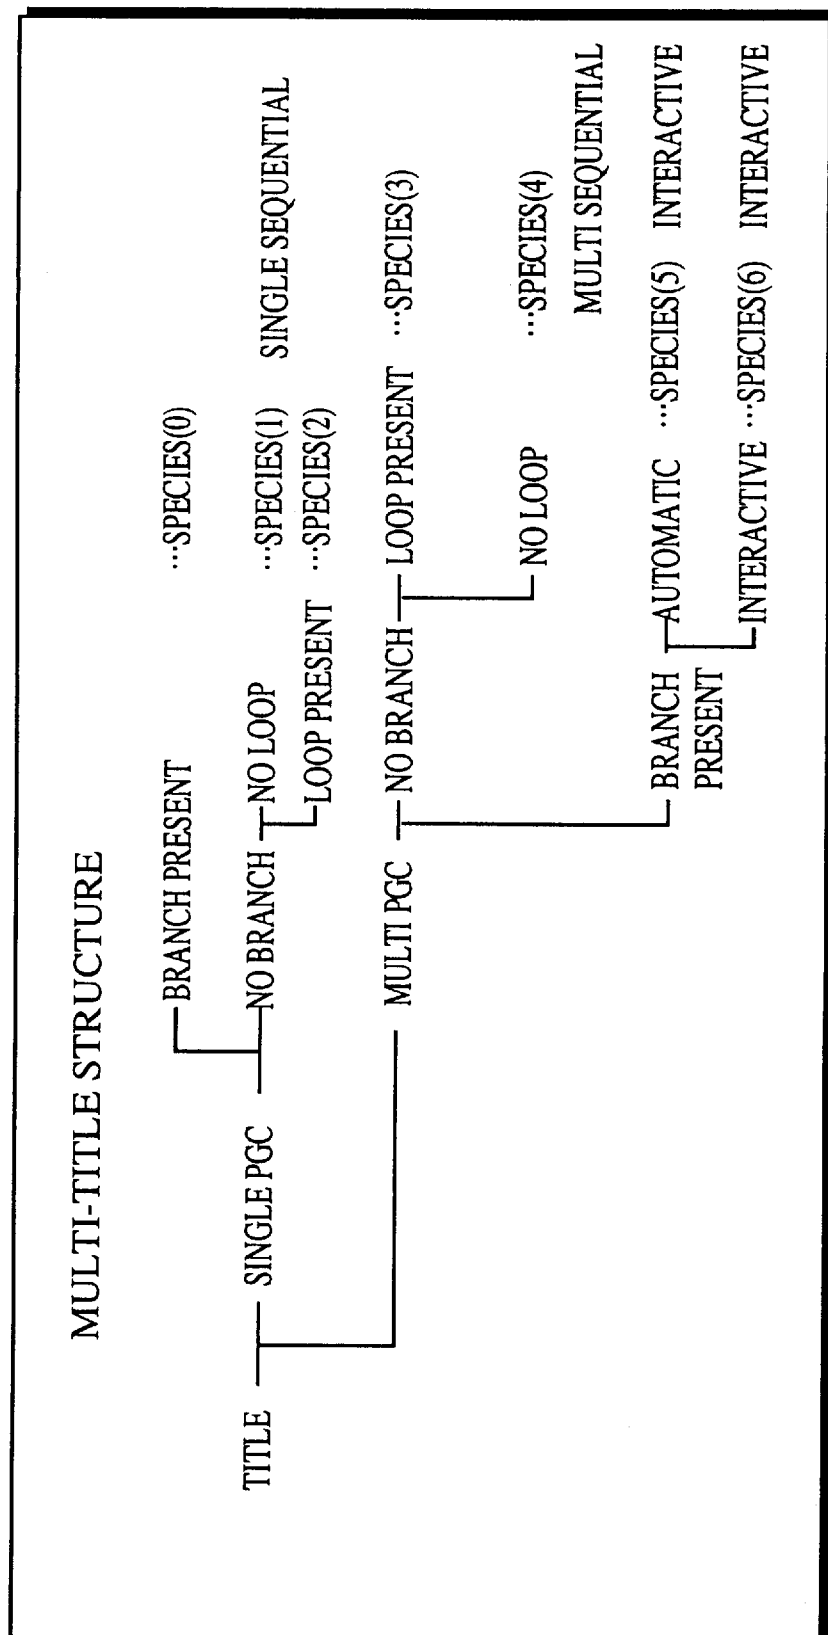 MULTI-TITLE STRUCTURE
BRANCH PRESENT ···SPECIES(0)
TITLE SINGLE PGC NO BRANCH NO LOOP ···SPECIES(1) SINGLE SEQUENTIAL
LOOP PRESENT ···SPECIES(2)
MULTI PGC NO BRANCH LOOP PRESENT ···SPECIES(3)
NO LOOP ···SPECIES(4)
MULTI SEQUENTIAL
BRANCH AUTOMATIC ···SPECIES(5) INTERACTIVE
PRESENT
INTERACTIVE ···SPECIES(6) INTERACTIVE